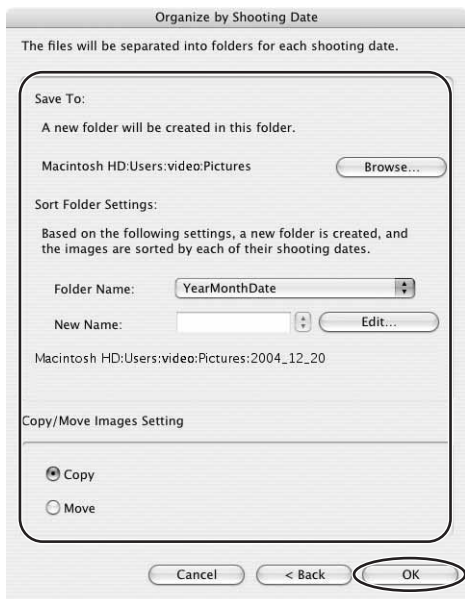 Organize by Shooting Date
The files will be separated into folders for each shooting date.
Save To:
A new folder will be created in this folder.
Macintosh HD:Users:video:Pictures
Browse...
Sort Folder Settings:
Based on the following settings, a new folder is created, and
the images are sorted by each of their shooting dates.
Folder Name: YearMonthDate
New Name: Edit...
Macintosh HD:Users:video:Pictures:2004_12_20
Copy/Move Images Setting
Copy
Move
Cancel < Back OK